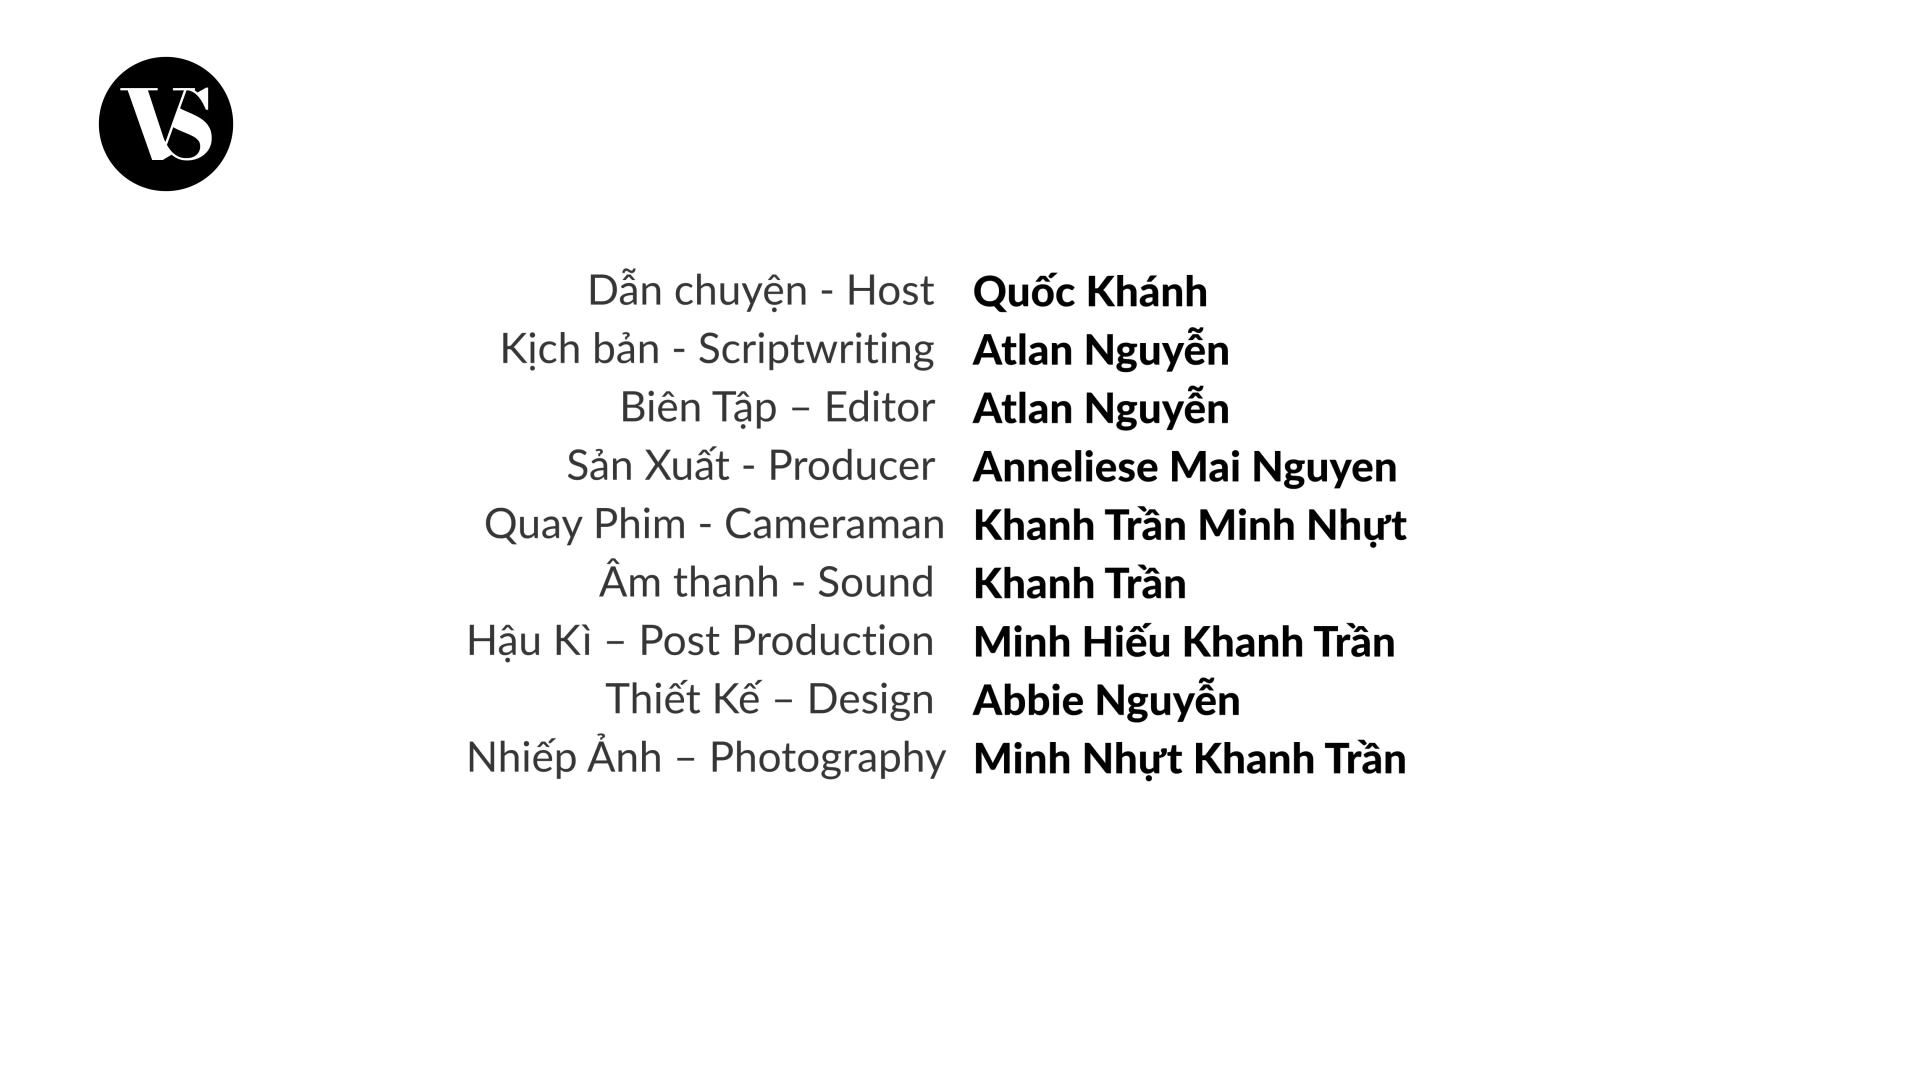 VS
Dẫn chuyện - Host Quốc Khánh
Kịch bản - Scriptwriting Atlan Nguyễn
Biên Tập – Editor Atlan Nguyễn
Sản Xuất - Producer Anneliese Mai Nguyen
Quay Phim - Cameraman Khanh Trần Minh Nhựt
Âm thanh - Sound Khanh Trần
Hậu Kì – Post Production Minh Hiếu Khanh Trần
Thiết Kế – Design Abbie Nguyễn
Nhiếp Ảnh – Photography Minh Nhựt Khanh Trần